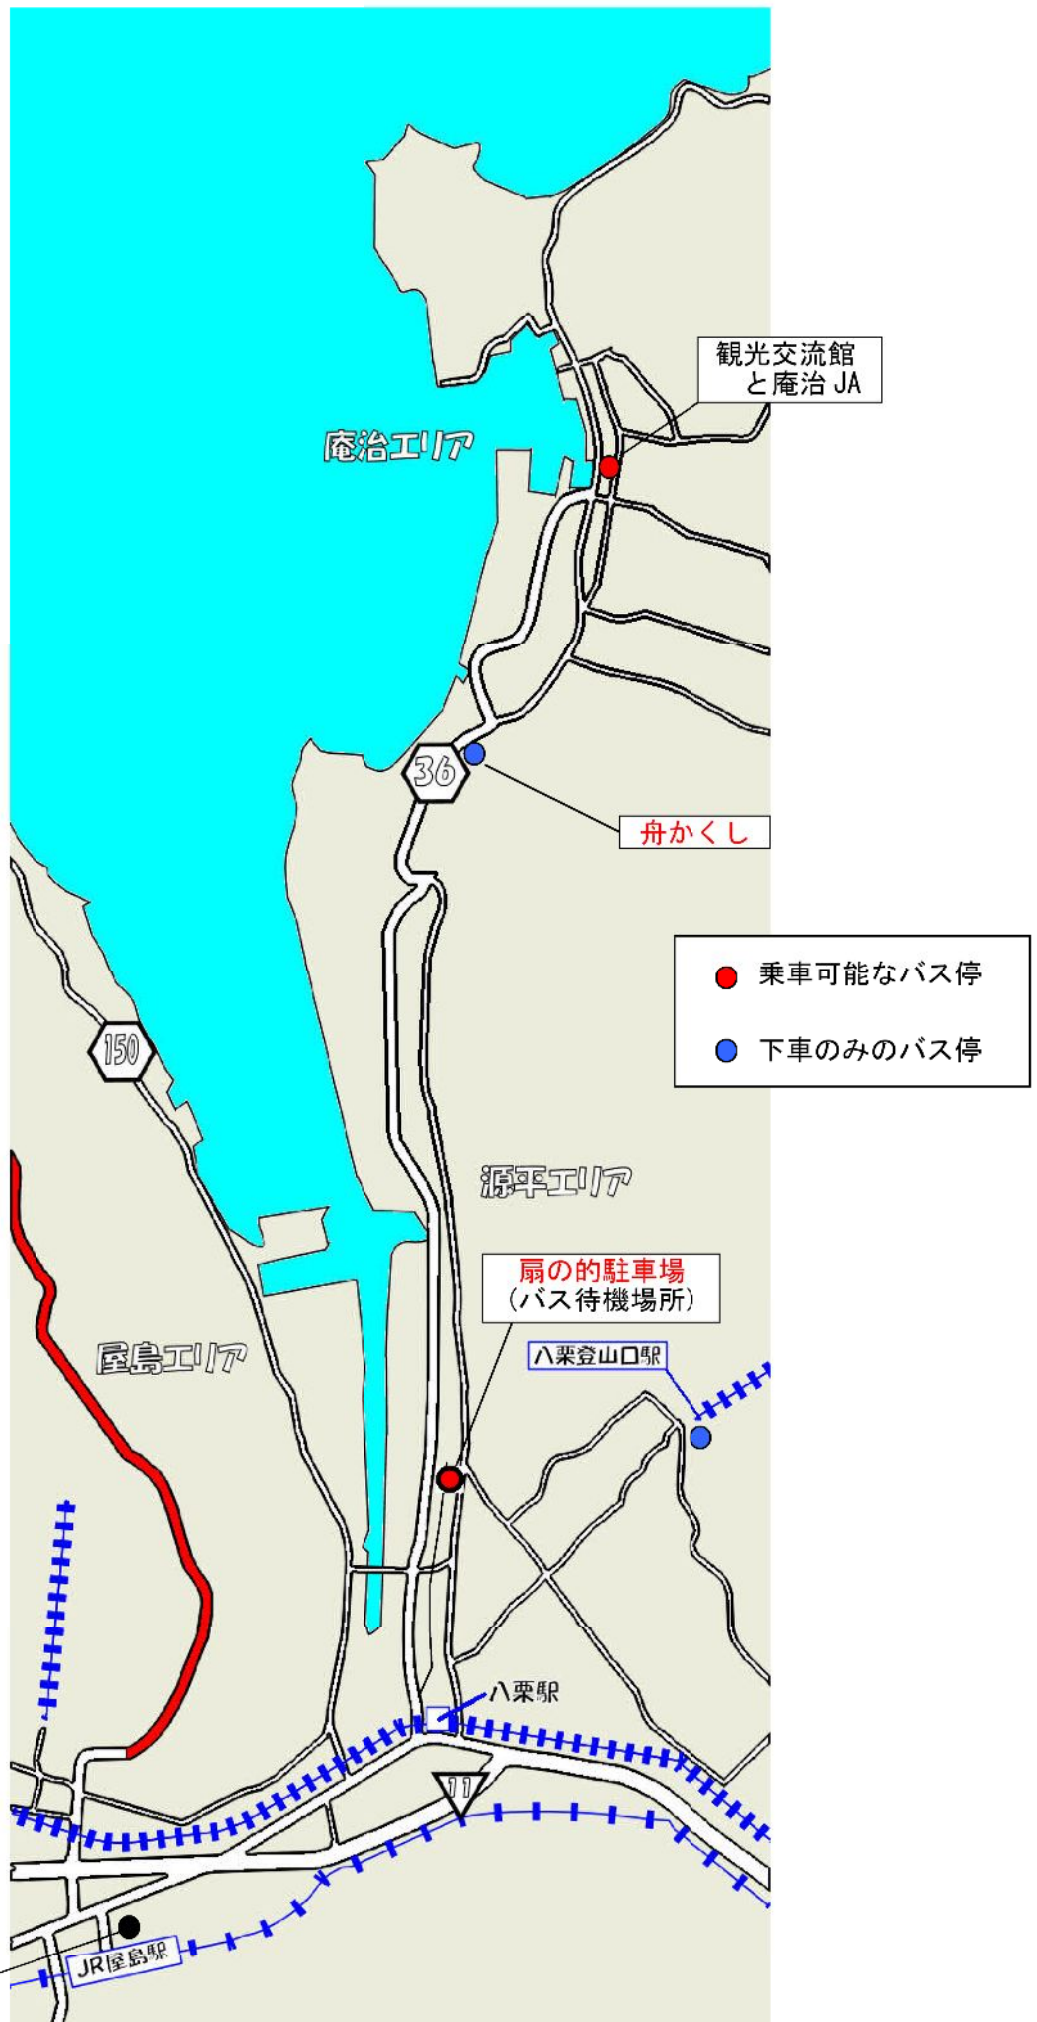 観光交流館
と庵治 JA
庵治エリア
36
舟かくし
乗車可能なバス停
150
下車のみのバス停
源平エリア
扇の的駐車場
(バス待機場所)
八栗登山口駅
屋島エリア
八栗駅
11
JR屋島駅